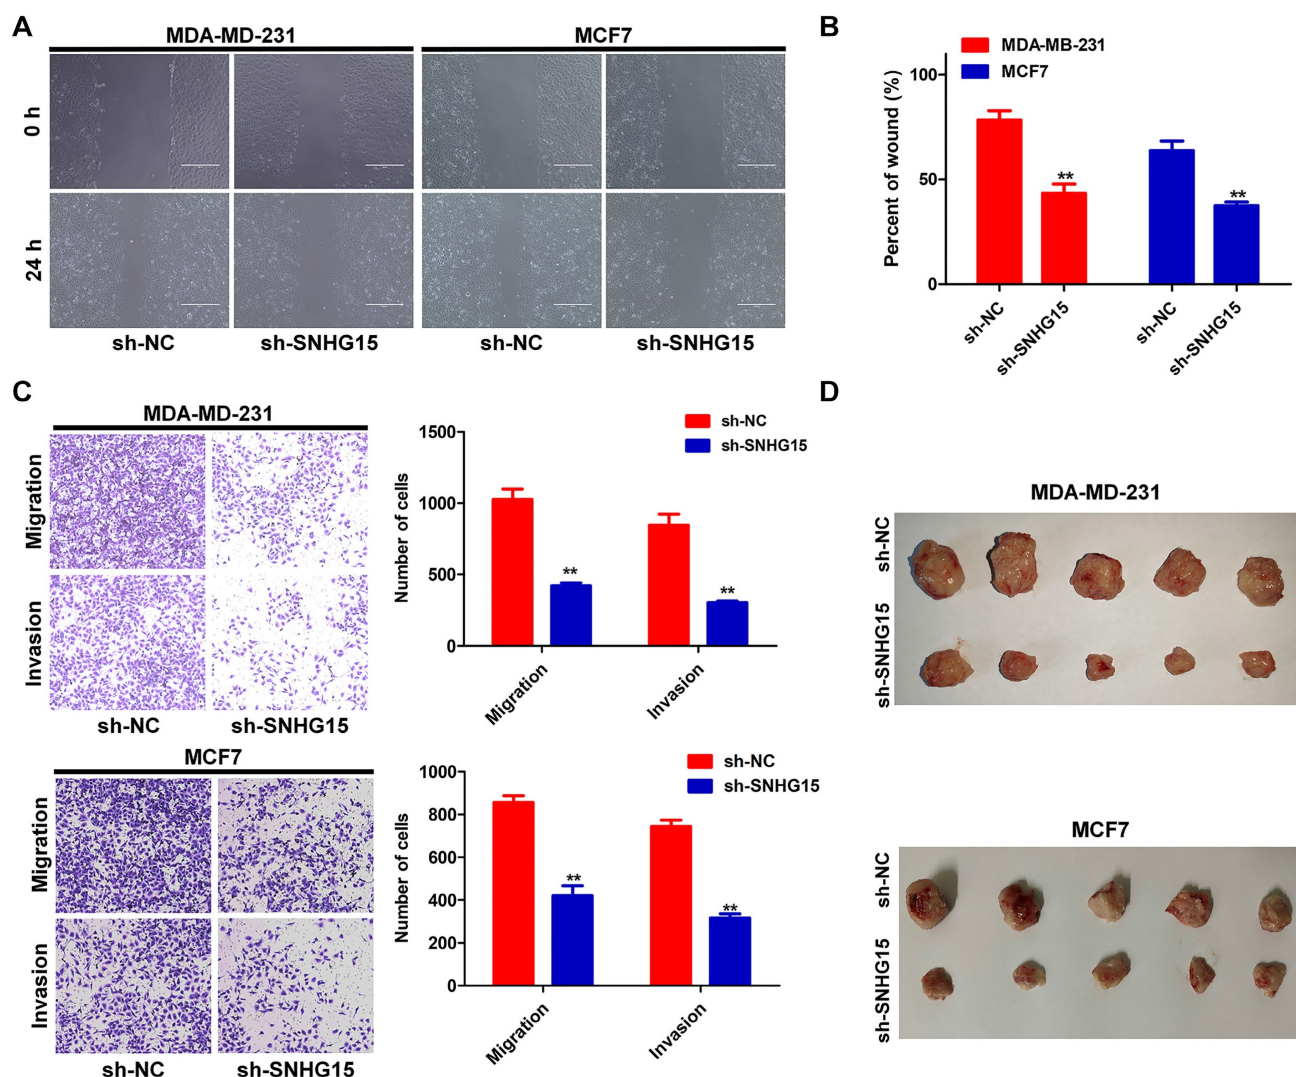 A
MDA-MD-231
MCF7
0 h
24 h
sh-NC
sh-SNHG15
sh-NC
sh-SNHG15
B
MDA-MB-231
MCF7
Percent of wound (%)
100
50
0
**
**
sh-NC
sh-SNHG15
sh-NC
sh-SNHG15
C
MDA-MD-231
Migration
Invasion
sh-NC
sh-SNHG15
sh-NC
sh-SNHG15
Number of cells
1500
1000
500
0
**
**
Migration
Invasion
MCF7
Migration
Invasion
sh-NC
sh-SNHG15
sh-NC
sh-SNHG15
Number of cells
1000
800
600
400
200
0
**
**
Migration
Invasion
D
MDA-MD-231
sh-NC
sh-SNHG15
MCF7
sh-NC
sh-SNHG15